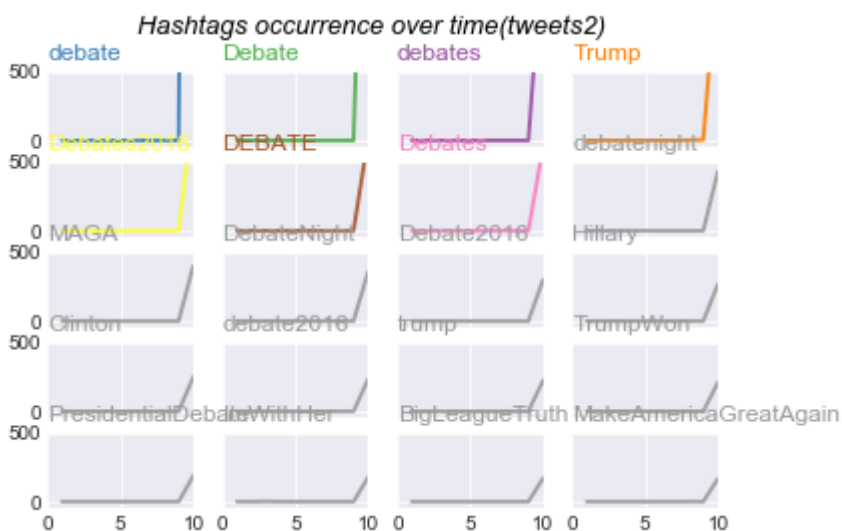 Hashtags occurrence over time(tweets2)
debate Debate debates Trump
500
0
Debates2016 DEBATE Debates debatenight
500
0
MAGA DebateNight Debate2016 Hillary
500
0
Clinton debate2016 trump TrumpWon
500
0
PresidentialDebate ImWithHer BigLeagueTruth MakeAmericaGreatAgain
500
0
0 5 10 0 5 10 0 5 10 0 5 10